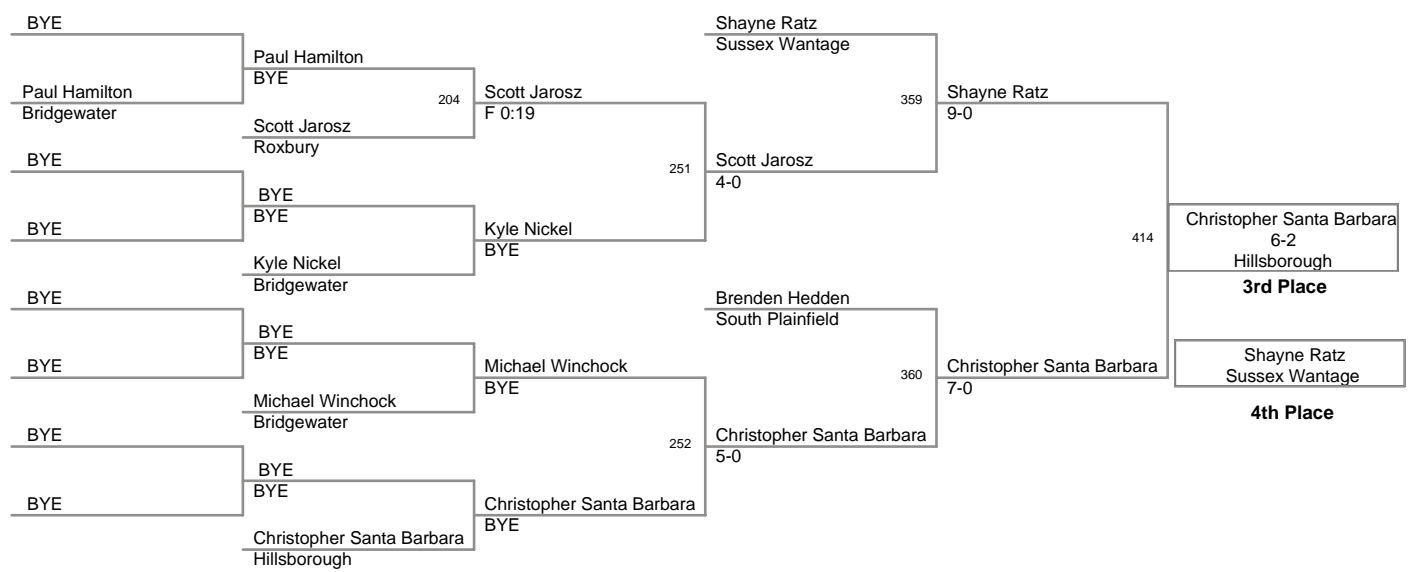 BYE
Paul Hamilton
Bridgewater
BYE
BYE
BYE
BYE
BYE
BYE
Paul Hamilton
BYE
Scott Jarosz
Roxbury
BYE
BYE
Kyle Nickel
Bridgewater
BYE
BYE
Michael Winchock
Bridgewater
BYE
BYE
Christopher Santa Barbara
Hillsborough
204
Scott Jarosz
F 0:19
Kyle Nickel
BYE
Michael Winchock
BYE
Christopher Santa Barbara
BYE
251
252
Shayne Ratz
Sussex Wantage
Scott Jarosz
4-0
Brenden Hedden
South Plainfield
Christopher Santa Barbara
5-0
359
360
Shayne Ratz
9-0
Christopher Santa Barbara
7-0
414
Christopher Santa Barbara
6-2
Hillsborough
3rd Place
Shayne Ratz
Sussex Wantage
4th Place